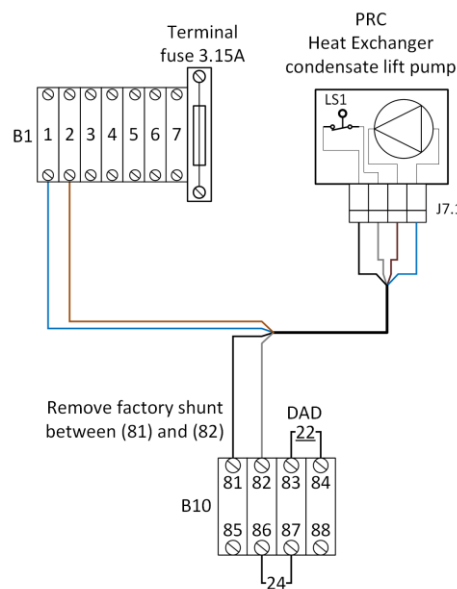 Terminal
fuse 3.15A
PRC
Heat Exchanger
condensate lift pump
LS1
B1
1 2 3 4 5 6 7
J7.
Remove factory shunt
between (81) and (82)
DAD
22
81 82 83 84
B10
85 86 87 88
24